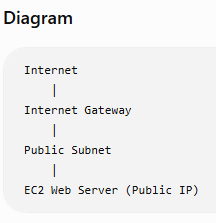 Diagram
Internet
|
Internet Gateway
|
Public Subnet
|
EC2 Web Server (Public IP)